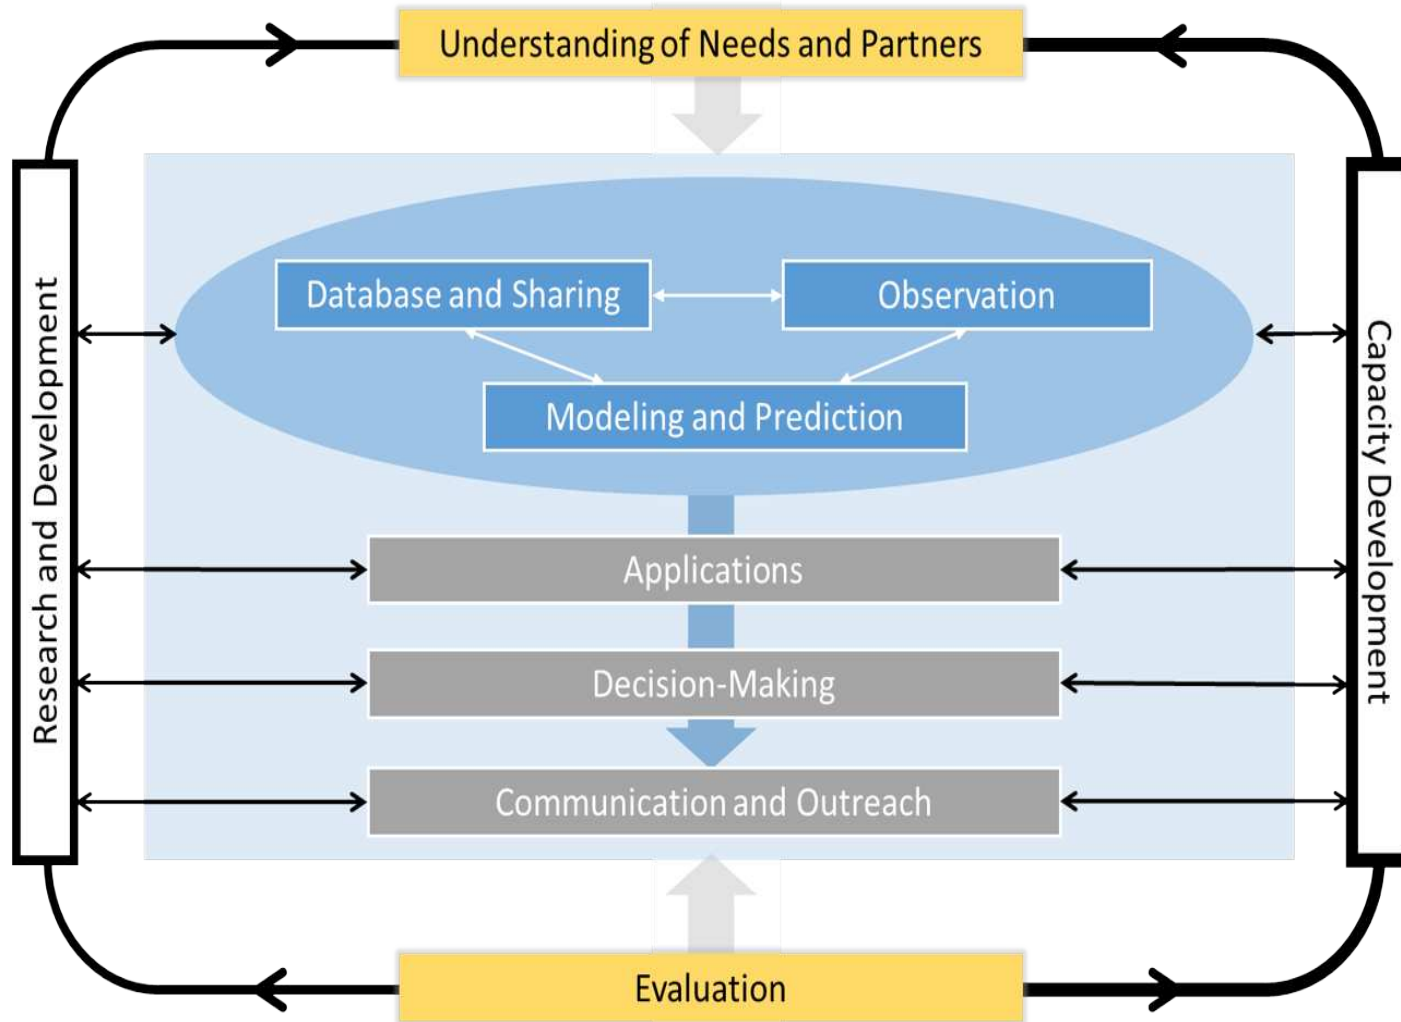 Understanding of Needs and Partners
Research and Development
Database and Sharing
Observation
Modeling and Prediction
Capacity Development
Applications
Decision-Making
Communication and Outreach
Evaluation